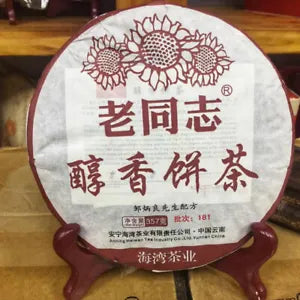 老同志®
醇香饼茶
邹炳良先生配方
净含量 357克 批次：181
安宁海湾茶业有限责任公司·中国云南
海湾茶业